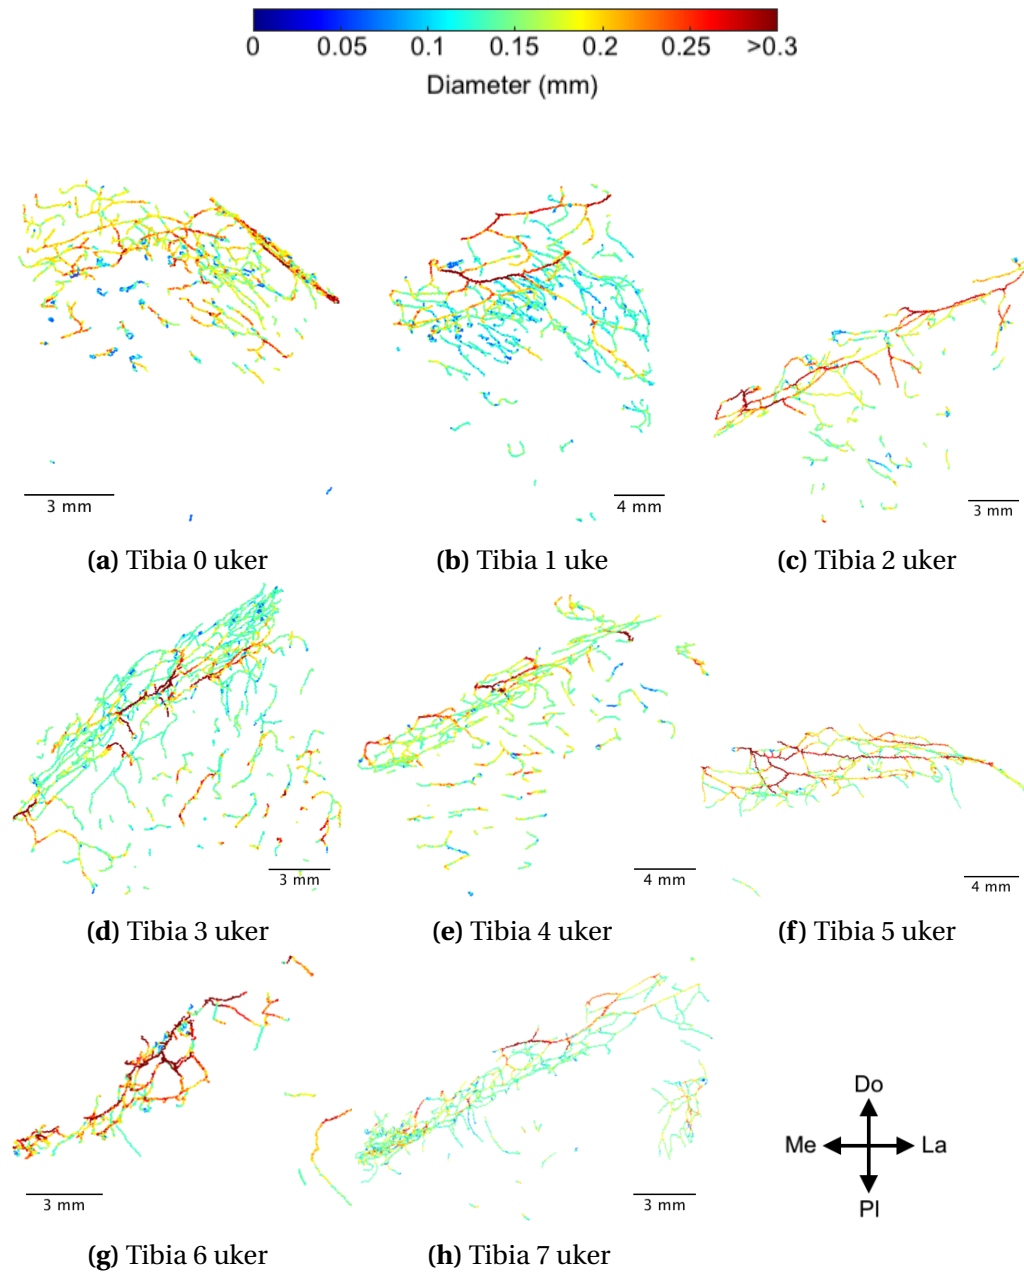 0 0.05 0.1 0.15 0.2 0.25 >0.3
Diameter (mm)
3 mm
4 mm
3 mm
(a) Tibia 0 uker
(b) Tibia 1 uke
(c) Tibia 2 uker
3 mm
4 mm
4 mm
(d) Tibia 3 uker
(e) Tibia 4 uker
(f) Tibia 5 uker
3 mm
3 mm
Do
Me
La
Pl
(g) Tibia 6 uker
(h) Tibia 7 uker